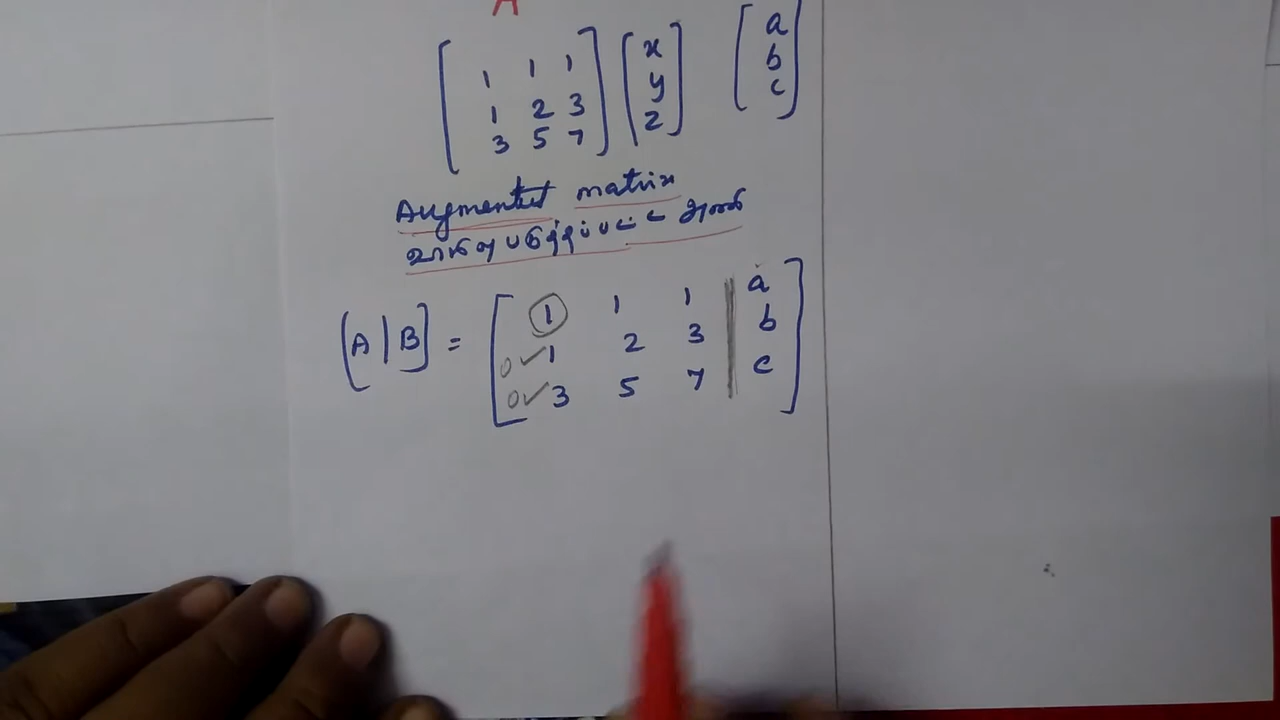 A
[ 1 1 1 ] [ x ] [ a ]
[ 1 2 3 ] [ y ] [ b ]
[ 3 5 7 ] [ z ] [ c ]
Augmented matrix
அணி
[A | B] = [ 1 1 1 | a ]
0 ✓ 1 2 3 | b
0 ✓ 3 5 7 | c ]